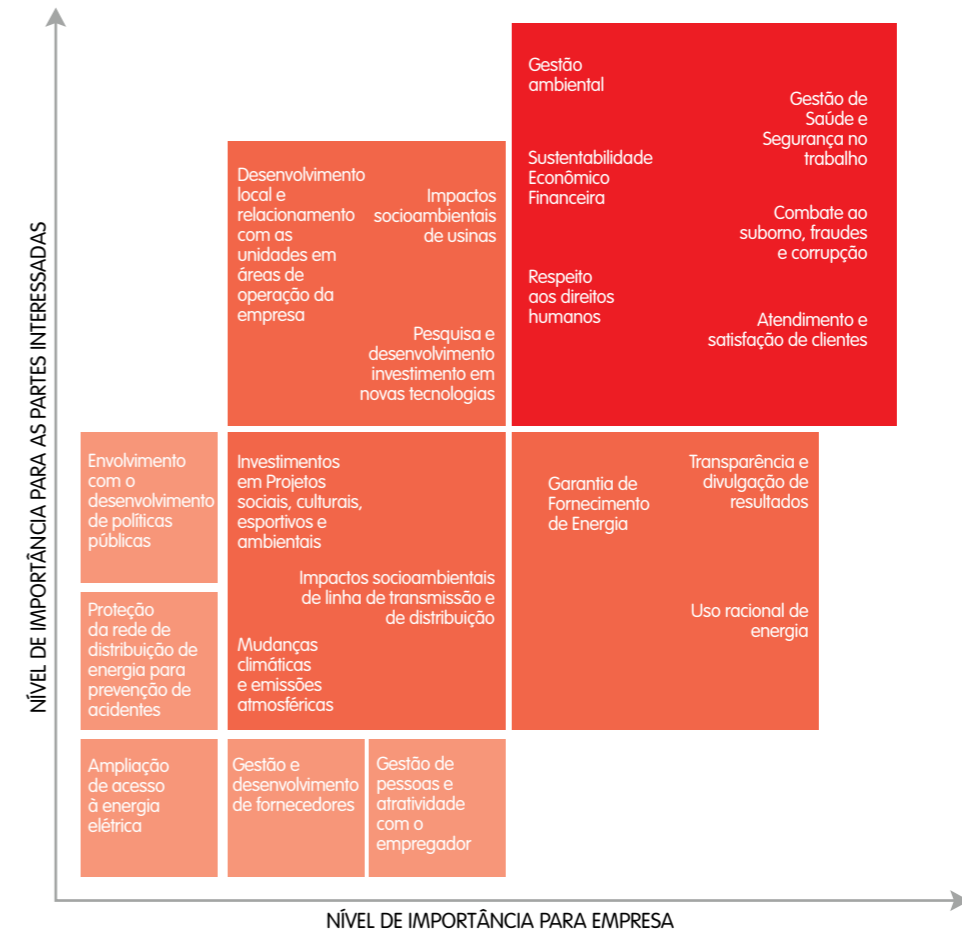 NÍVEL DE IMPORTÂNCIA PARA AS PARTES INTERESSADAS
Gestão
ambiental
Gestão de
Saúde e
Segurança no
trabalho
Sustentabilidade
Econômico
Financeira
Combate ao
suborno, fraudes
e corrupção
Respeito
aos direitos
humanos
Atendimento e
satisfação de clientes
Desenvolvimento
local e
relacionamento
com as
unidades em
áreas de
operação da
empresa
Impactos
socioambientais
de usinas
Pesquisa e
desenvolvimento
investimento em
novas tecnologias
Envolvimento
com o
desenvolvimento
de políticas
públicas
Investimentos
em Projetos
sociais, culturais,
esportivos e
ambientais
Impactos socioambientais
de linha de transmissão e
de distribuição
Mudanças
climáticas
e emissões
atmosféricas
Garantia de
Fornecimento
de Energia
Transparência e
divulgação de
resultados
Uso racional de
energia
Proteção
da rede de
distribuição de
energia para
prevenção de
acidentes
Ampliação
de acesso
à energia
elétrica
Gestão e
desenvolvimento
de fornecedores
Gestão de
pessoas e
atratividade
com o
empregador
NÍVEL DE IMPORTÂNCIA PARA EMPRESA